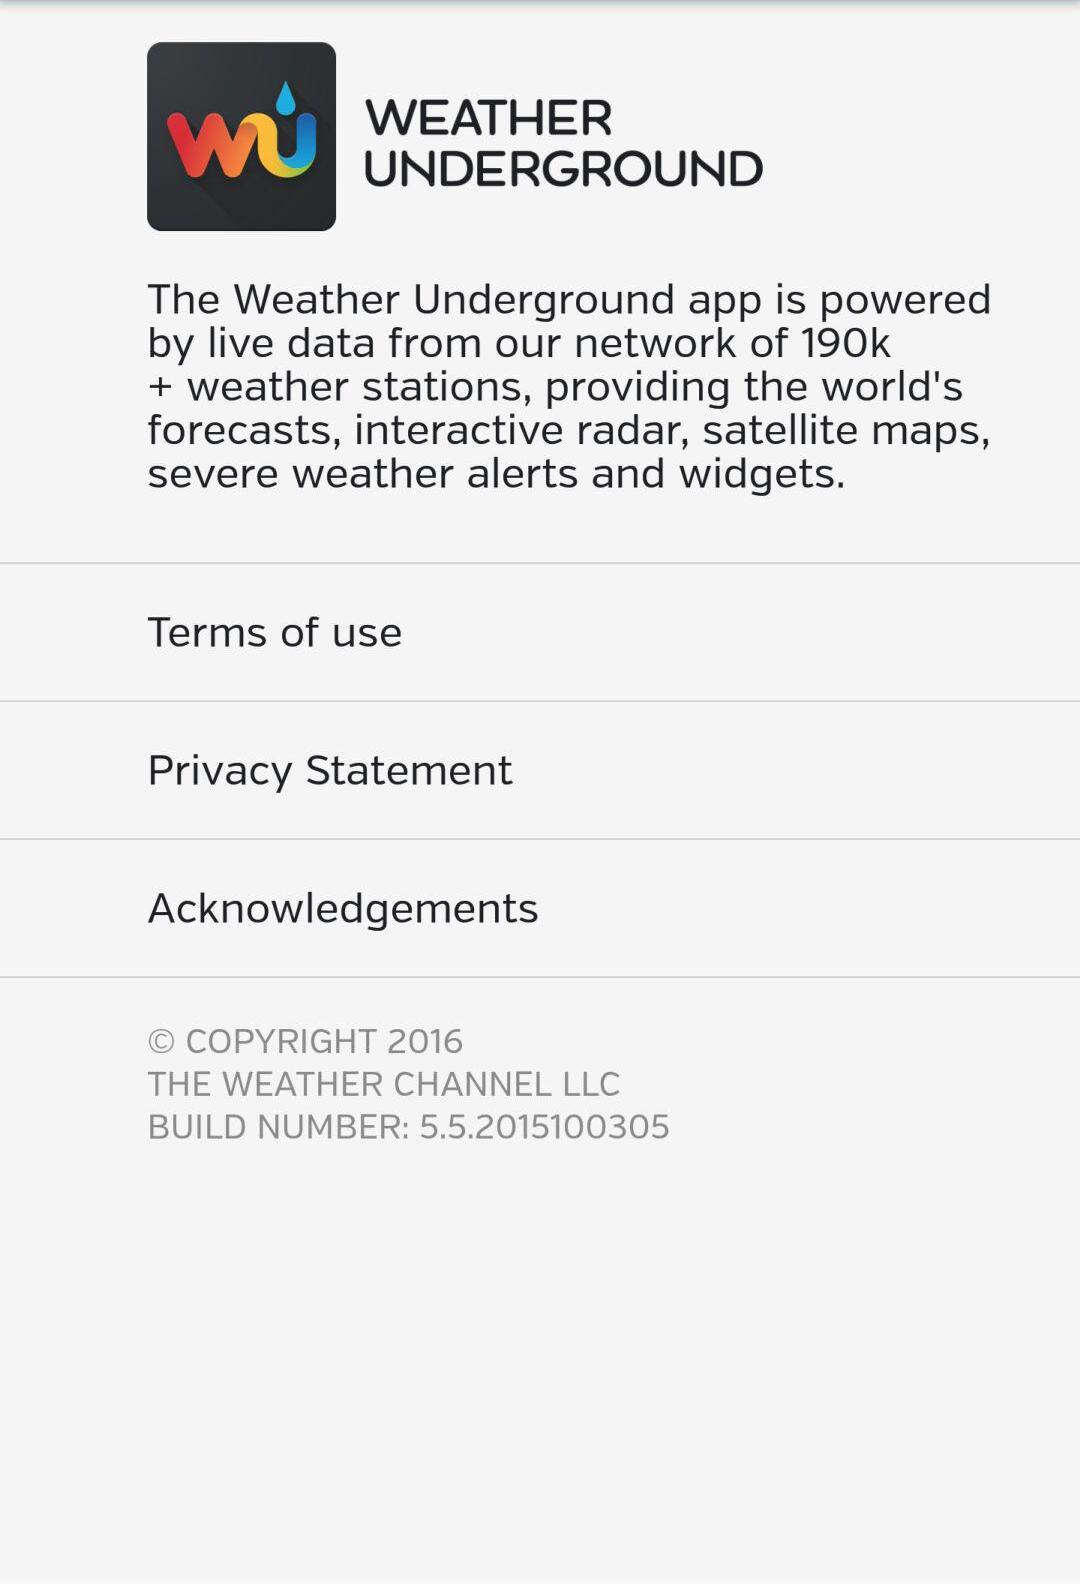 wu
WEATHER
UNDERGROUND
The Weather Underground app is powered
by live data from our network of 190k
+ weather stations, providing the world's
forecasts, interactive radar, satellite maps,
severe weather alerts and widgets.
Terms of use
Privacy Statement
Acknowledgements
© COPYRIGHT 2016
THE WEATHER CHANNEL LLC
BUILD NUMBER: 5.5.2015100305